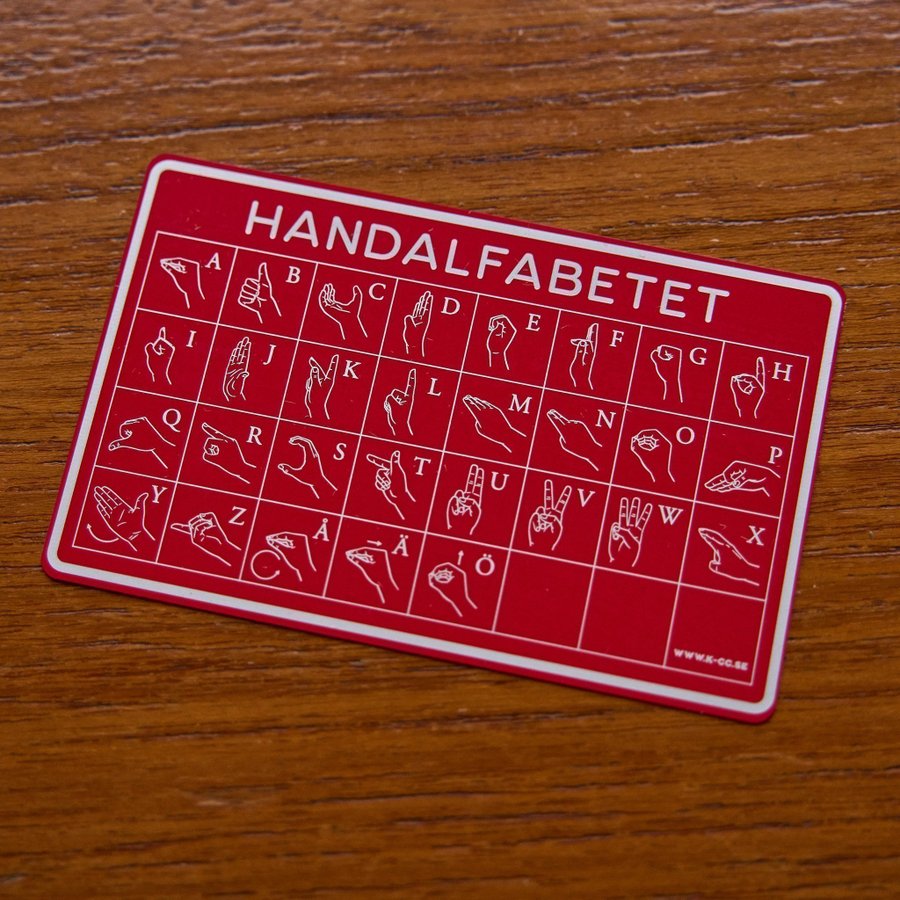 HANDALFABETET
A B C D E F G H
I J K L M N O P
Q R S T U V W X
Y Z Å Ä Ö
WWW.K-CC.SE